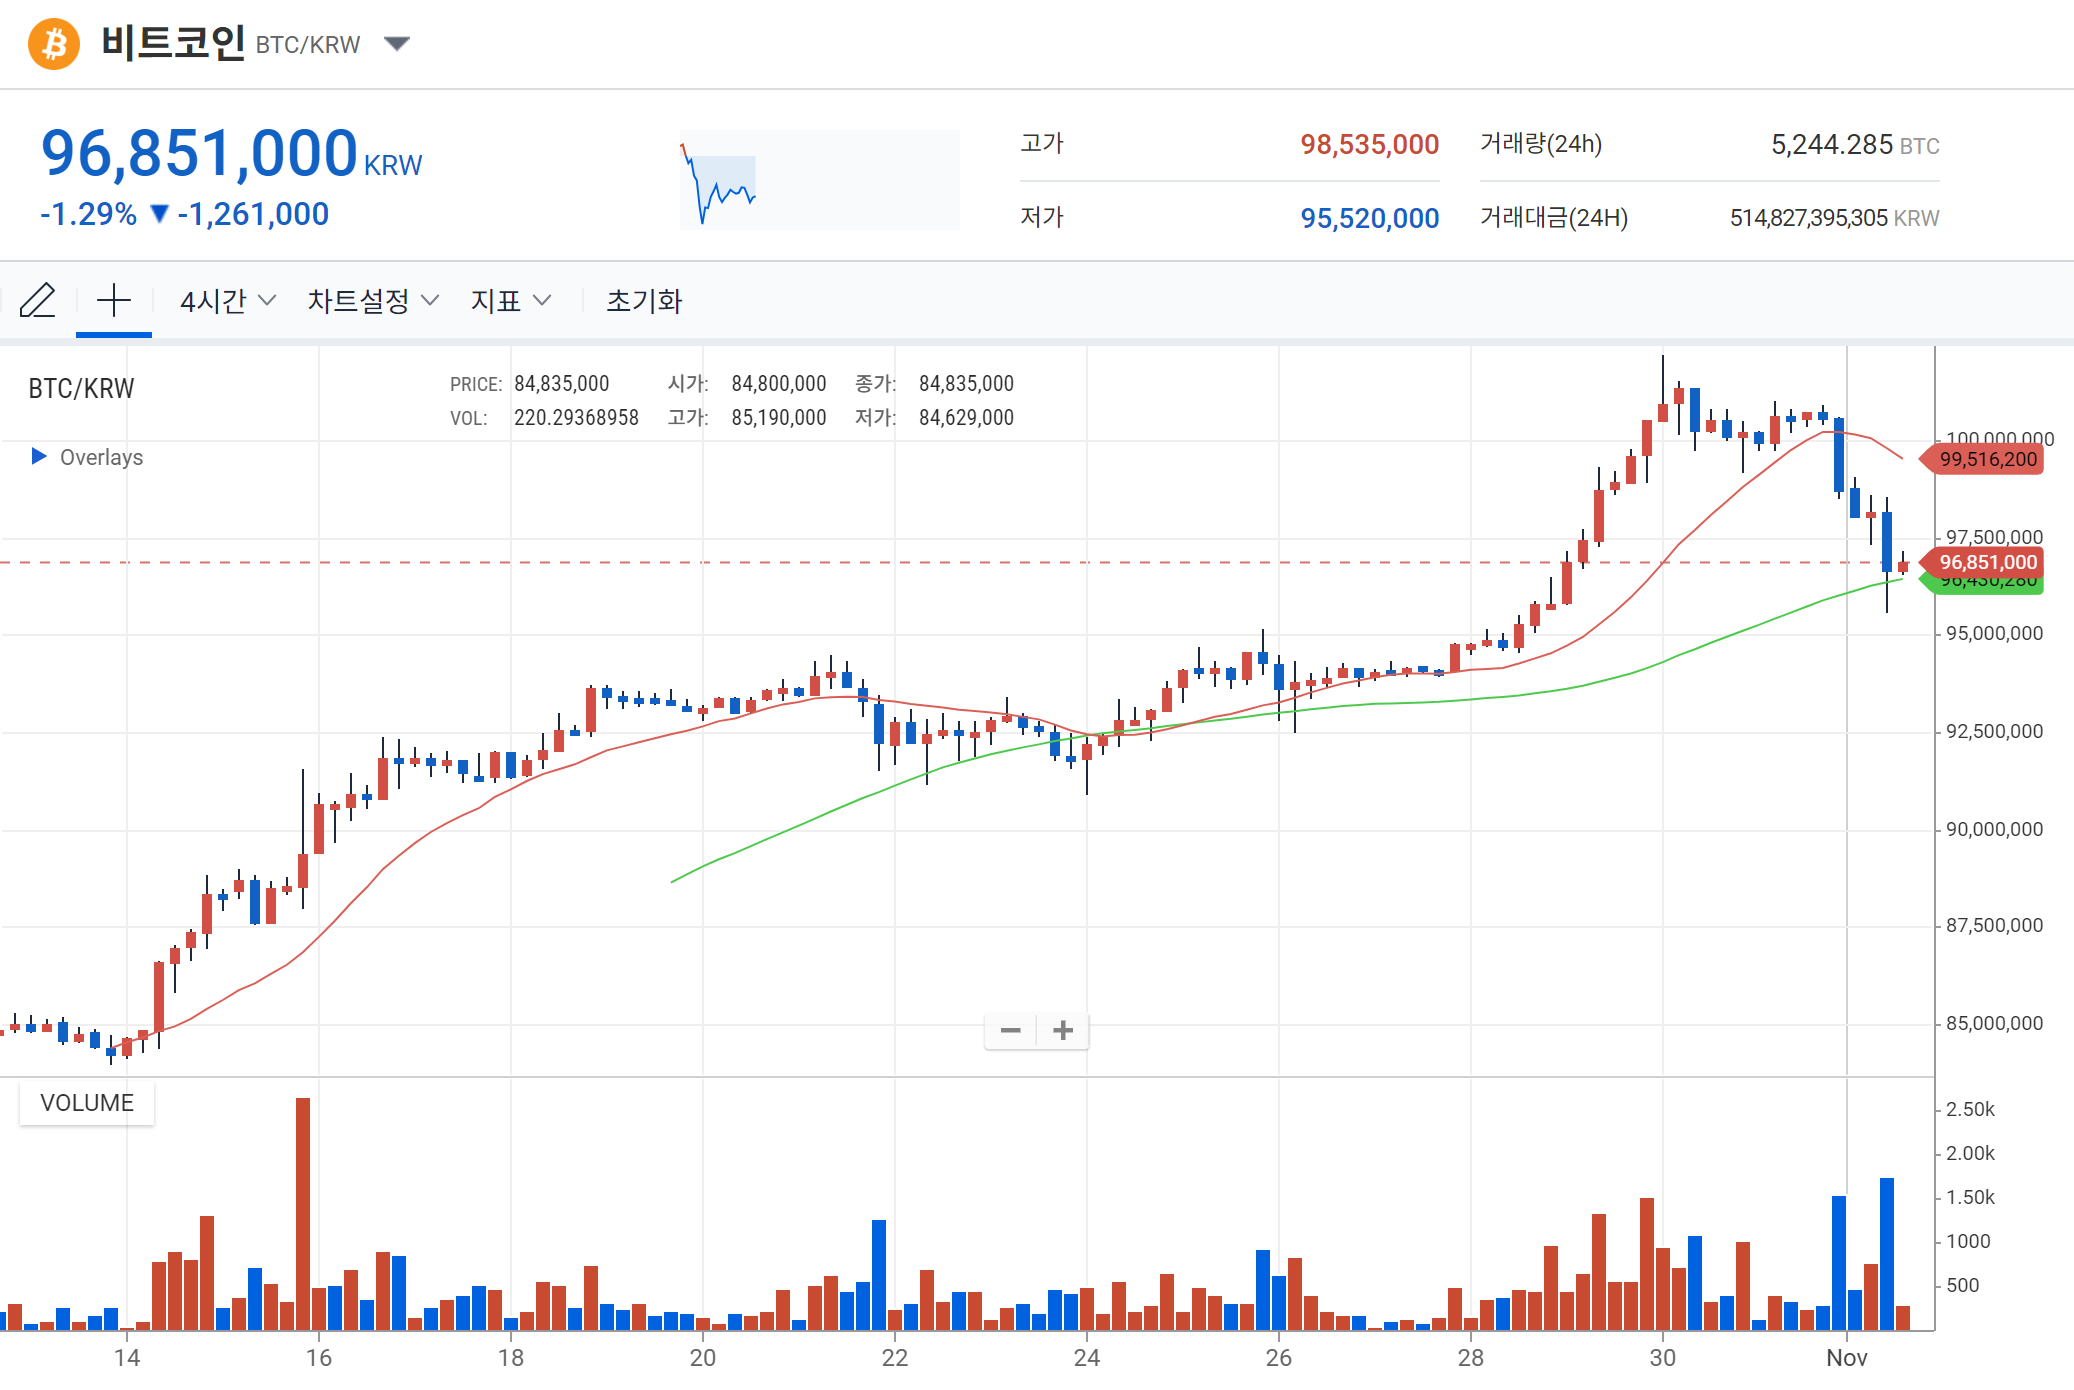 비트코인 BTC/KRW
96,851,000 KRW
-1.29% ▼ -1,261,000
고가 98,535,000
저가 95,520,000
거래량(24h) 5,244.285 BTC
거래대금(24H) 514,827,395,305 KRW
4시간 차트설정 지표 초기화
BTC/KRW
PRICE: 84,835,000 시가: 84,800,000 종가: 84,835,000
VOL: 220.29368958 고가: 85,190,000 저가: 84,629,000
Overlays
100,000,000
99,516,200
97,500,000
96,851,000
96,430,280
95,000,000
92,500,000
90,000,000
87,500,000
85,000,000
VOLUME
2.50k
2.00k
1.50k
1000
500
14 16 18 20 22 24 26 28 30 Nov